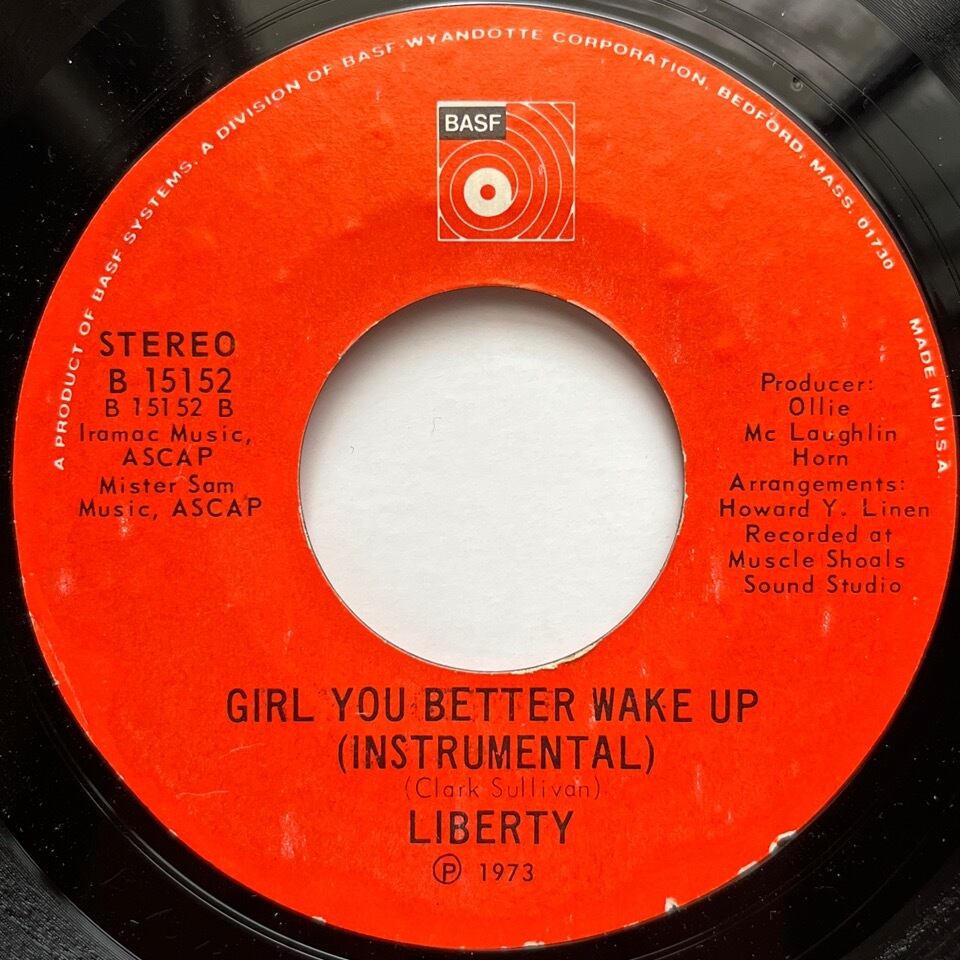 A PRODUCT OF BASF SYSTEMS, A DIVISION OF BASF-WYANDOTTE CORPORATION, BEDFORD, MASS. 01730
MADE IN U.S.A
BASF
STEREO
B 15152
B 15152 B
Iramac Music,
ASCAP
Mister Sam
Music, ASCAP
Producer:
Ollie
Mc Laughlin
Horn
Arrangements:
Howard Y. Linen
Recorded at
Muscle Shoals
Sound Studio
GIRL YOU BETTER WAKE UP
(INSTRUMENTAL)
(Clark Sullivan)
LIBERTY
Ⓟ 1973